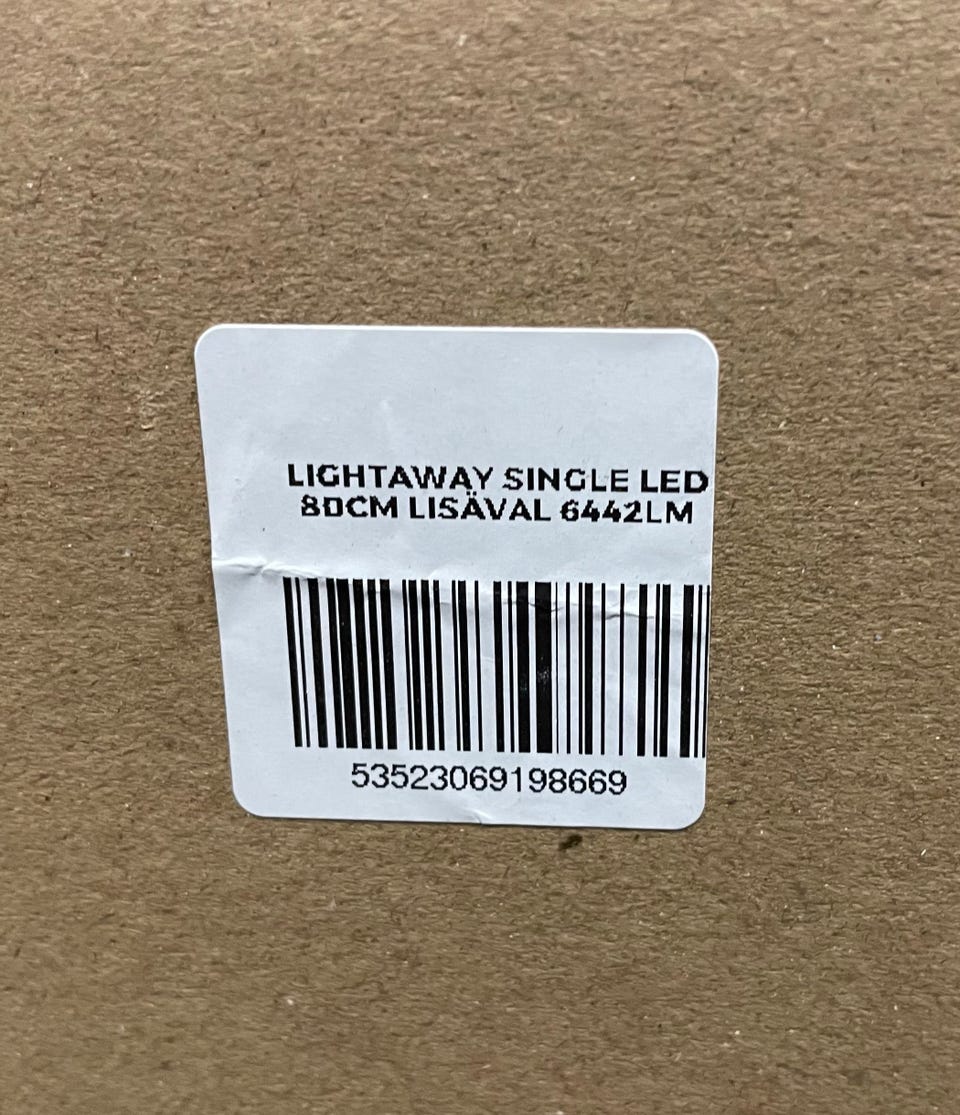 LIGHTAWAY SINGLE LED
80CM LISÄVAL 6442LM
53523069198669